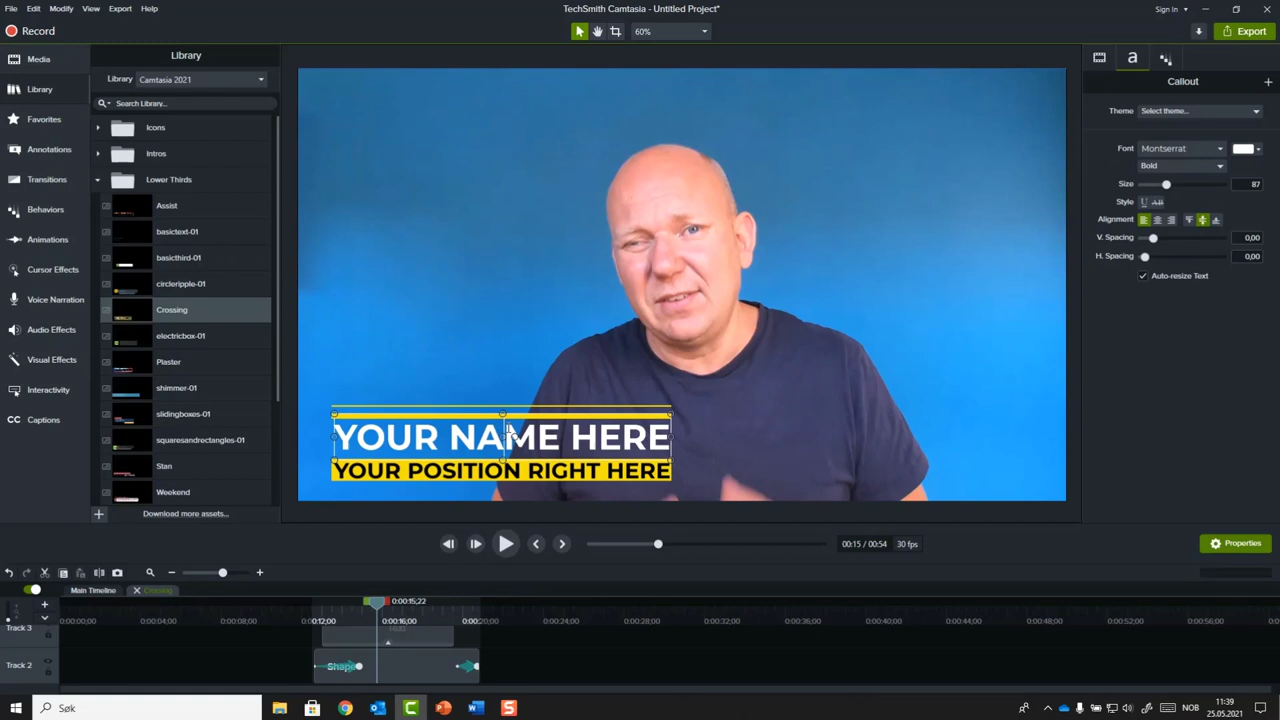 File Edit Modify View Export Help
TechSmith Camtasia - Untitled Project*
Sign In
Record
60%
Export
Media
Library
Favorites
Annotations
Transitions
Behaviors
Animations
Cursor Effects
Voice Narration
Audio Effects
Visual Effects
Interactivity
CC Captions
Library
Library Camtasia 2021
Search Library...
Icons
Intros
Lower Thirds
Assist
basictext-01
basicthird-01
circleripple-01
Crossing
electricbox-01
Plaster
shimmer-01
slidingboxes-01
squaresandrectangles-01
Stan
Weekend
Download more assets...
YOUR NAME HERE
YOUR POSITION RIGHT HERE
a
Callout
Theme Select theme...
Font Montserrat
Bold
Size 87
Style U AB
Alignment
V. Spacing 0,00
H. Spacing 0,00
Auto-resize Text
00:15 / 00:54 30 fps
Properties
Main Timeline Crossing
0:00:15;22
0:00:00;00 0:00:04;00 0:00:08;00 0:00:12;00 0:00:16;00 0:00:20;00 0:00:24;00 0:00:28;00 0:00:32;00 0:00:36;00 0:00:40;00 0:00:44;00 0:00:48;00 0:00:52;00 0:00:56;00
Track 3
Track 2
Søk
NOB
11:39
25.05.2021